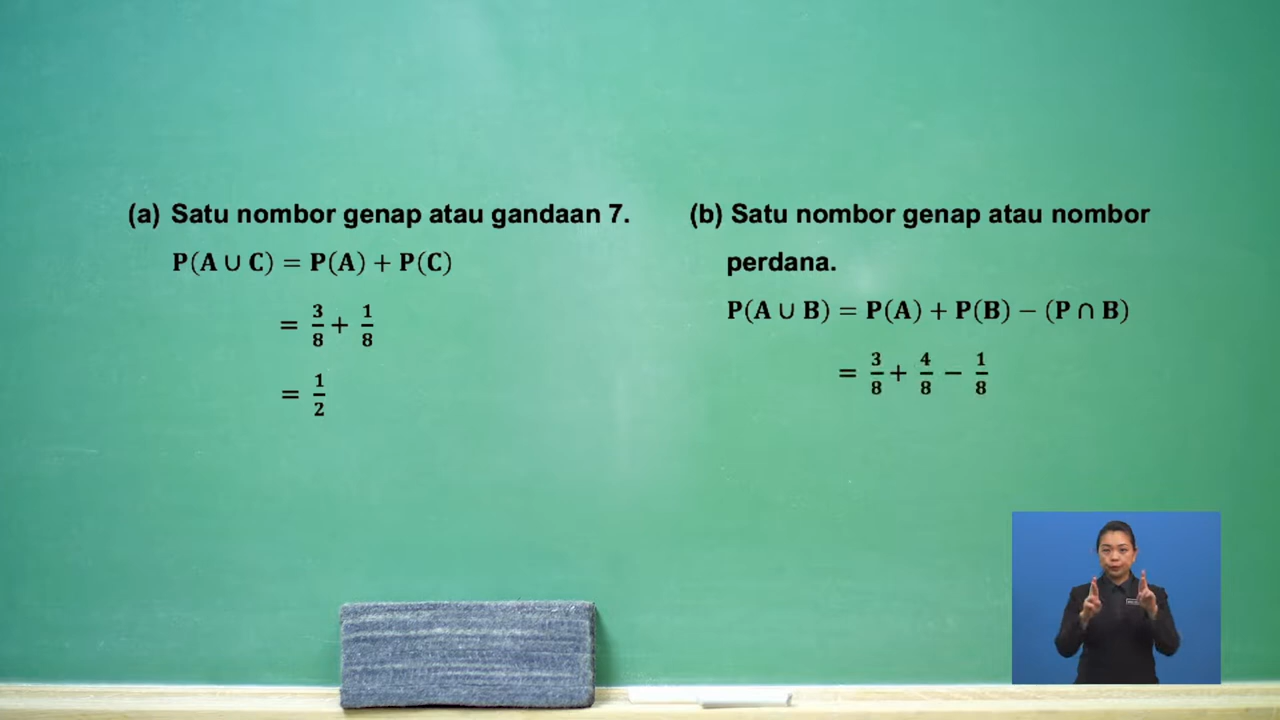 (a) Satu nombor genap atau gandaan 7.
P(A ∪ C) = P(A) + P(C)
= 3/8 + 1/8
= 1/2
(b) Satu nombor genap atau nombor
perdana.
P(A ∪ B) = P(A) + P(B) − (P ∩ B)
= 3/8 + 4/8 − 1/8